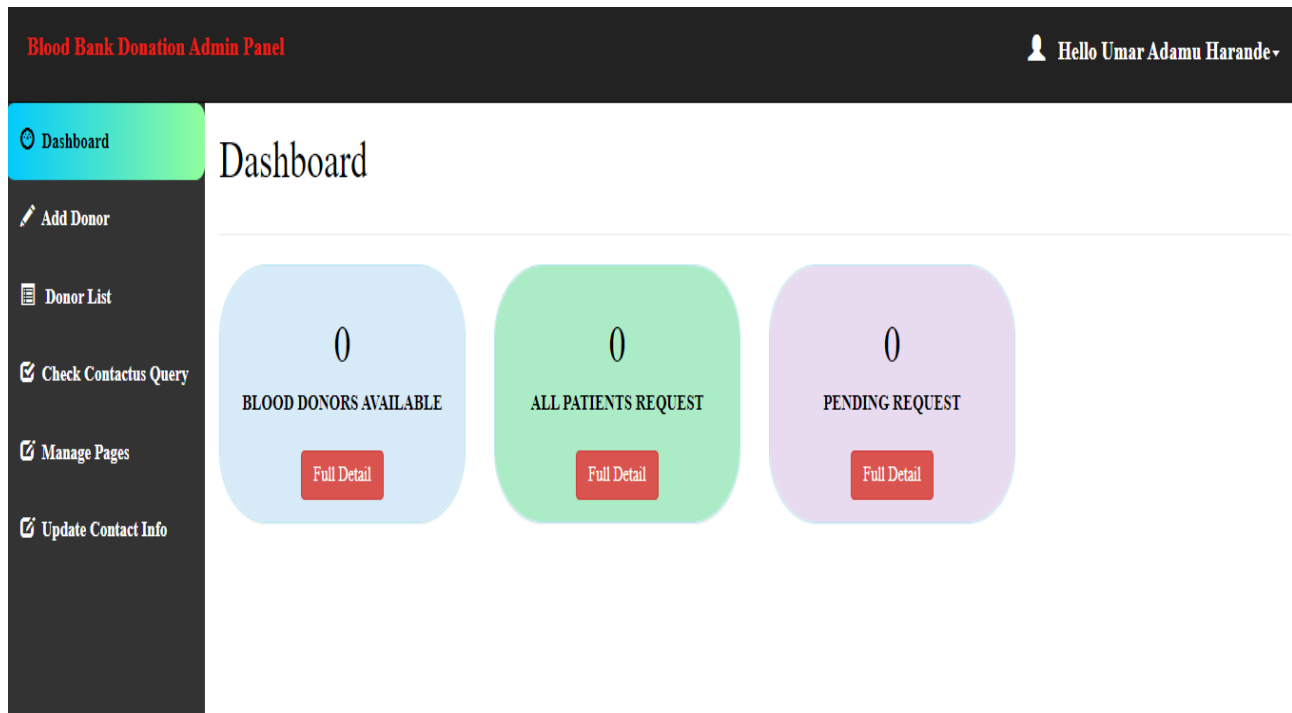 Blood Bank Donation Admin Panel
Hello Umar Adamu Harande
Dashboard
Add Donor
Donor List
Check Contactus Query
Manage Pages
Update Contact Info
Dashboard
0
BLOOD DONORS AVAILABLE
Full Detail
0
ALL PATIENTS REQUEST
Full Detail
0
PENDING REQUEST
Full Detail